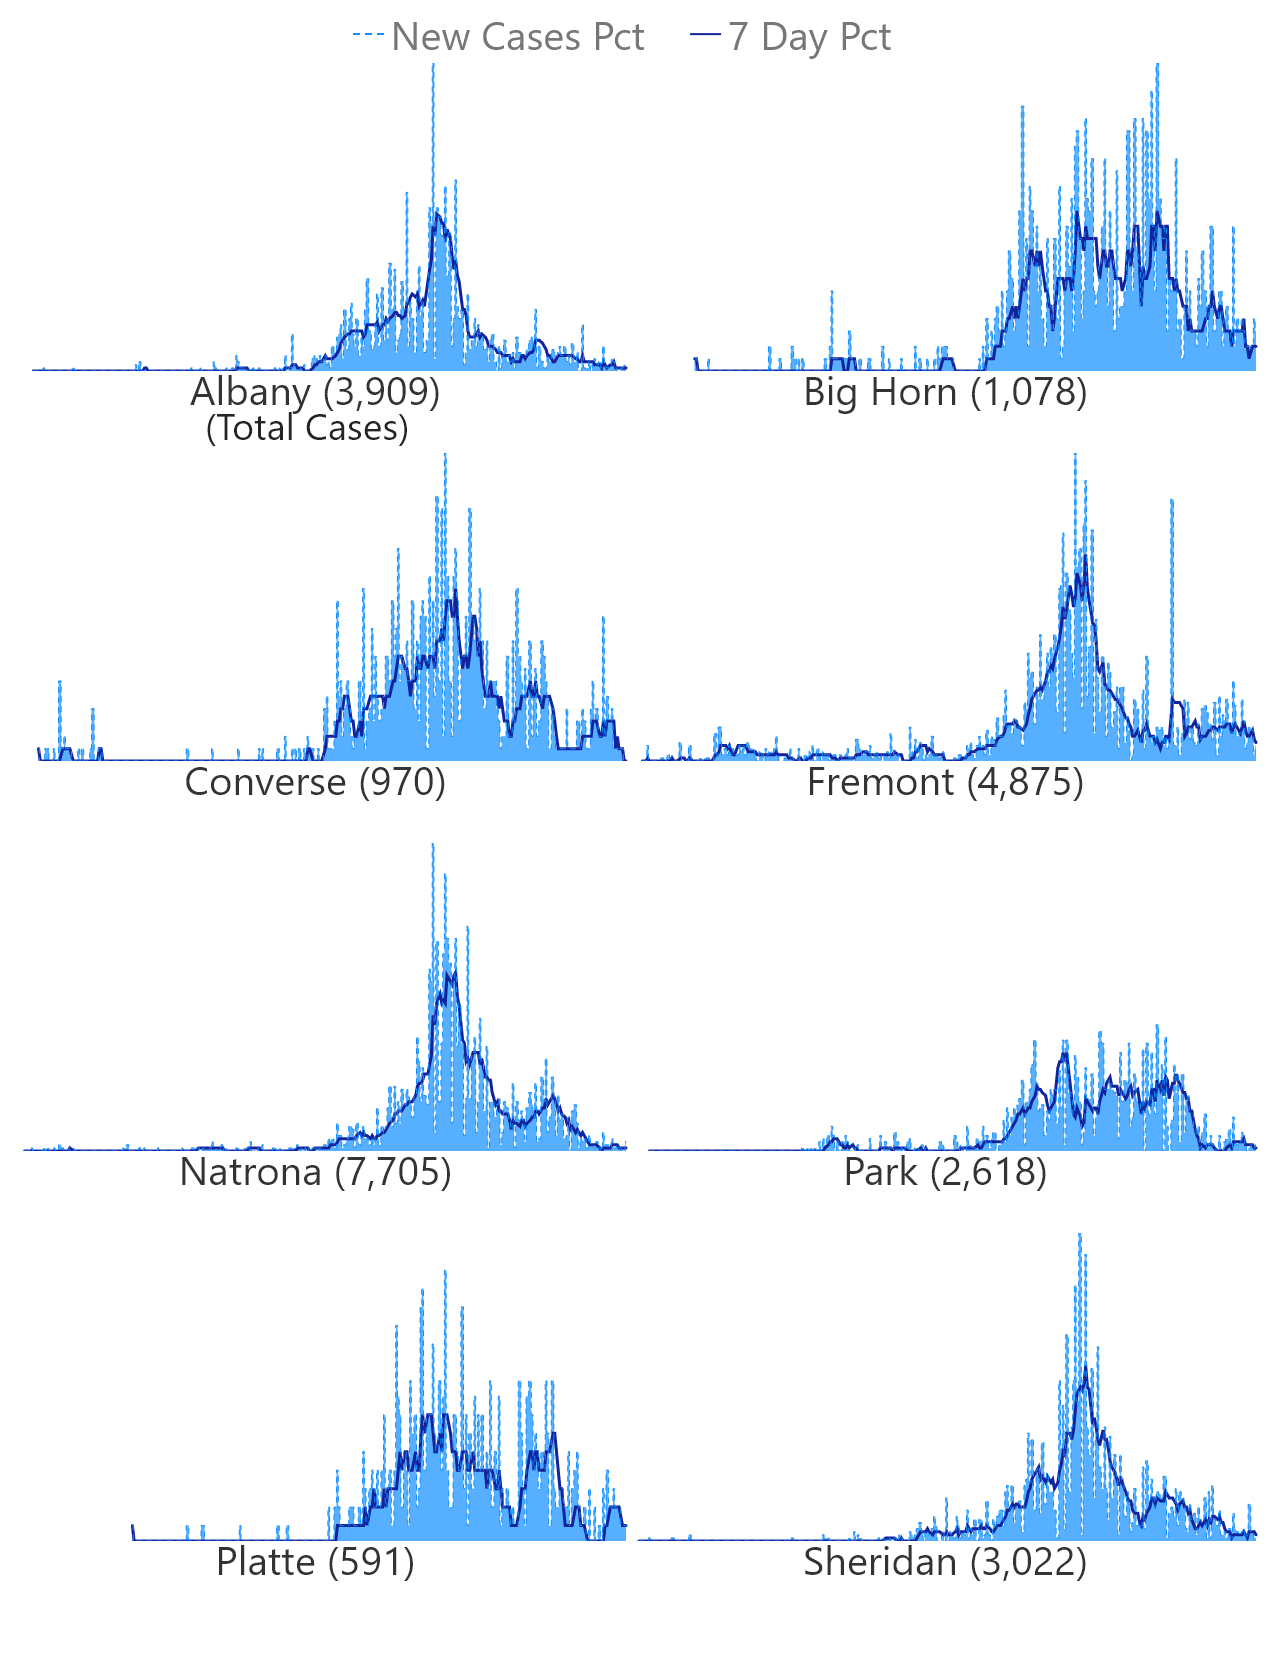 New Cases Pct 7 Day Pct
Albany (3,909)
(Total Cases)
Big Horn (1,078)
Converse (970)
Fremont (4,875)
Natrona (7,705)
Park (2,618)
Platte (591)
Sheridan (3,022)